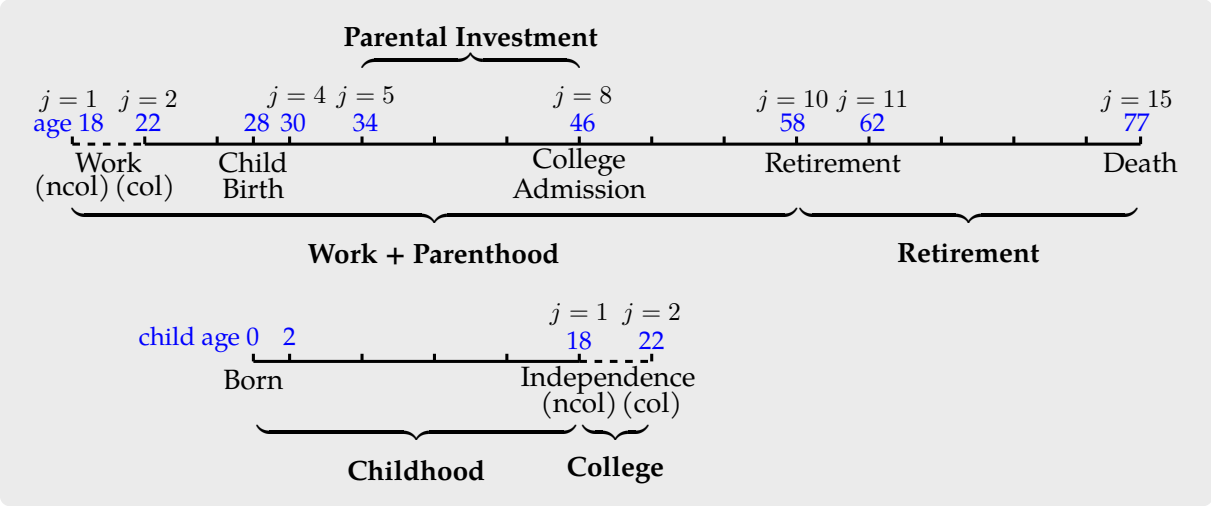 Parental Investment
j = 1 j = 2 j = 4 j = 5 j = 8 j = 10 j = 11 j = 15
age 18 22 28 30 34 46 58 62 77
Work Child College Retirement Death
(ncol) (col) Birth Admission
Work + Parenthood Retirement
j = 1 j = 2
child age 0 2 18 22
Born Independence
(ncol) (col)
Childhood College